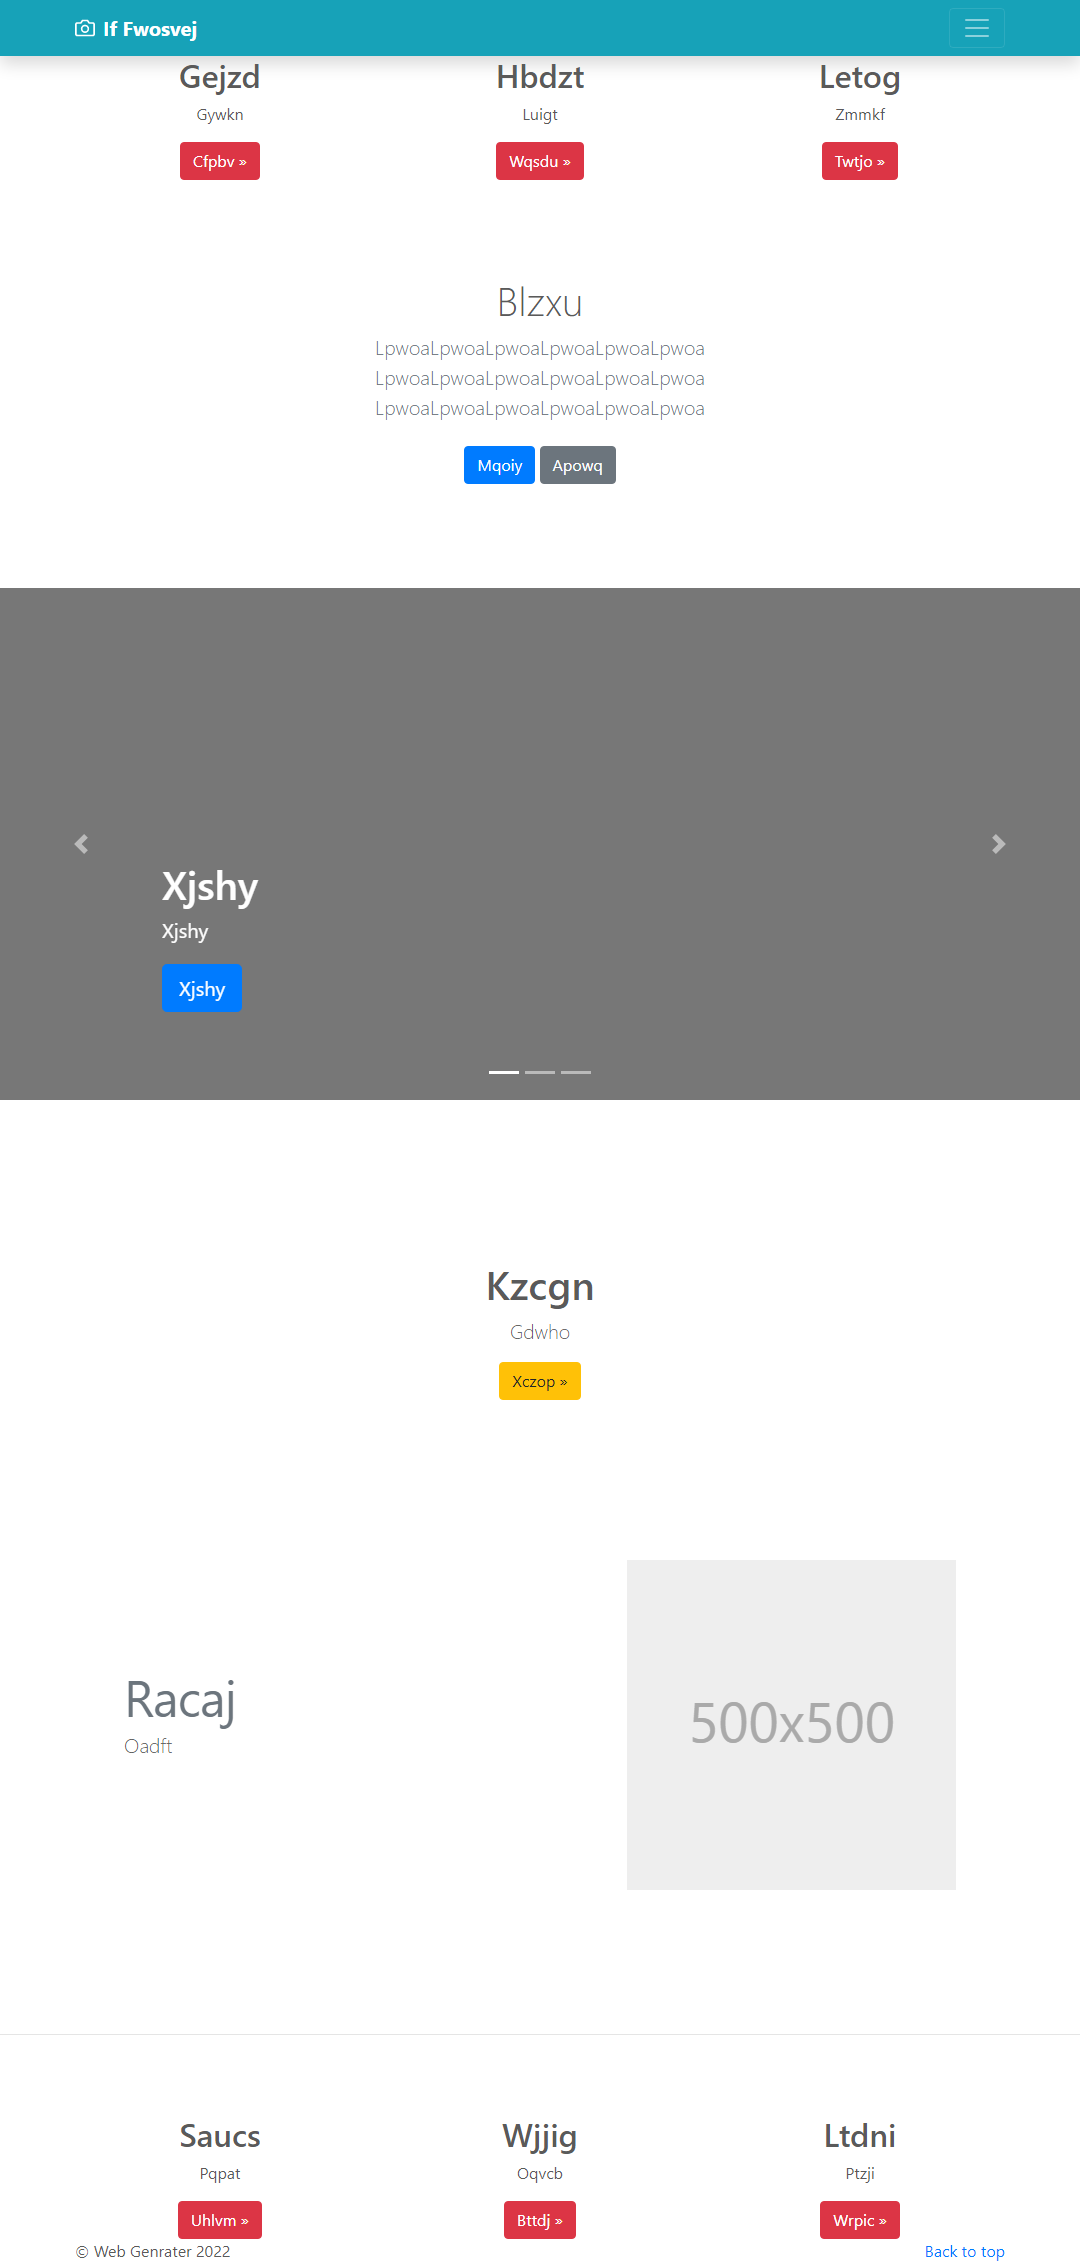 If Fwosvej
Gejzd
Gywkn
Cfpbv »
Hbdzt
Luigt
Wqsdu »
Letog
Zmmkf
Twtjo »
Blzxu
LpwoaLpwoaLpwoaLpwoaLpwoaLpwoa
LpwoaLpwoaLpwoaLpwoaLpwoaLpwoa
LpwoaLpwoaLpwoaLpwoaLpwoaLpwoa
Mqoiy
Apowq
Xjshy
Xjshy
Xjshy
Kzcgn
Gdwho
Xczop »
Racaj
Oadft
500x500
Saucs
Pqpat
Uhlvm »
Wjjig
Oqvcb
Bttdj »
Ltdni
Ptzji
Wrpic »
© Web Genrater 2022
Back to top